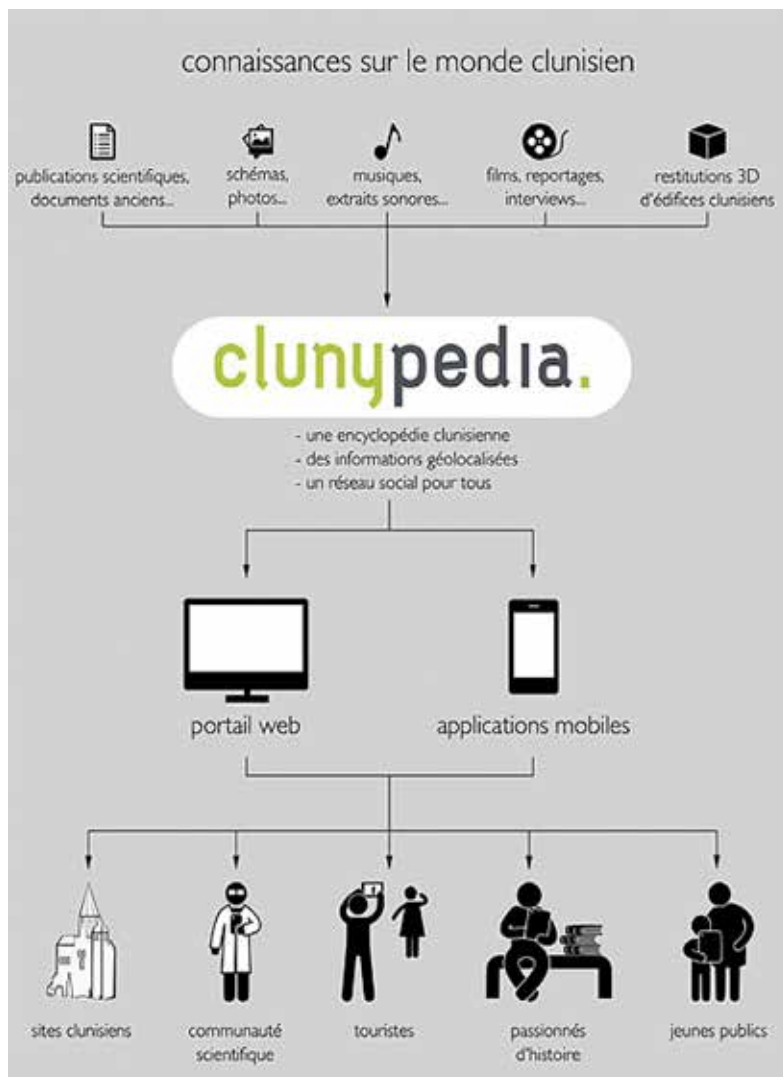 connaissances sur le monde clunisien
publications scientifiques,
documents anciens...
schémas,
photos...
musiques,
extraits sonores...
films, reportages,
interviews...
restitutions 3D
d'édifices clunisiens
clunypedia.
- une encyclopédie clunisienne
- des informations géolocalisées
- un réseau social pour tous
portail web
applications mobiles
sites clunisiens
communauté
scientifique
touristes
passionnés
d'histoire
jeunes publics